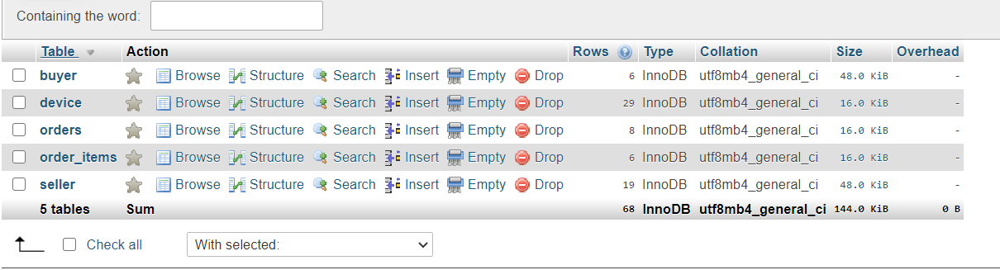 Containing the word:
Table Action Rows Type Collation Size Overhead
buyer Browse Structure Search Insert Empty Drop 6 InnoDB utf8mb4_general_ci 48.0 KiB -
device Browse Structure Search Insert Empty Drop 29 InnoDB utf8mb4_general_ci 16.0 KiB -
orders Browse Structure Search Insert Empty Drop 8 InnoDB utf8mb4_general_ci 16.0 KiB -
order_items Browse Structure Search Insert Empty Drop 6 InnoDB utf8mb4_general_ci 16.0 KiB -
seller Browse Structure Search Insert Empty Drop 19 InnoDB utf8mb4_general_ci 48.0 KiB -
5 tables Sum 68 InnoDB utf8mb4_general_ci 144.0 KiB 0 B
Check all With selected: